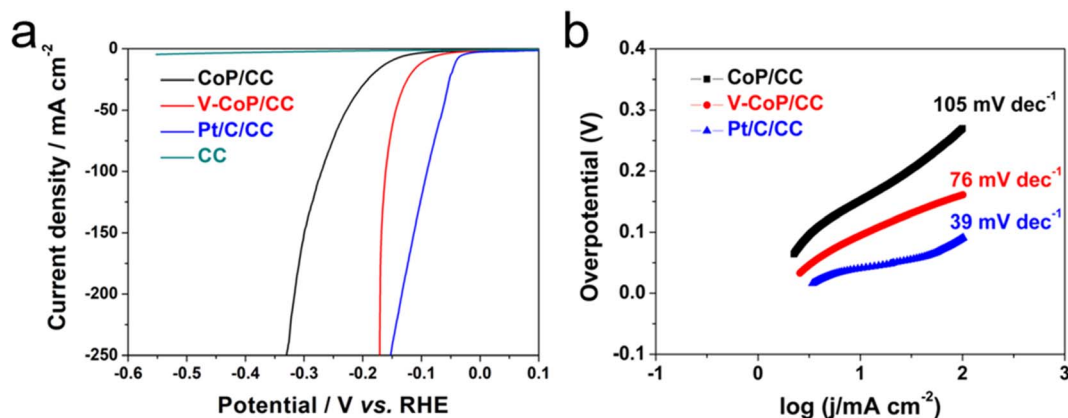 a
0
-50
-100
-150
-200
-250
Current density / mA cm⁻²
CoP/CC
V-CoP/CC
Pt/C/CC
CC
-0.6 -0.5 -0.4 -0.3 -0.2 -0.1 0.0 0.1
Potential / V vs. RHE
b
0.4
0.3
0.2
0.1
0.0
-0.1
Overpotential (V)
CoP/CC
V-CoP/CC
Pt/C/CC
105 mV dec⁻¹
76 mV dec⁻¹
39 mV dec⁻¹
-1 0 1 2 3
log (j/mA cm⁻²)